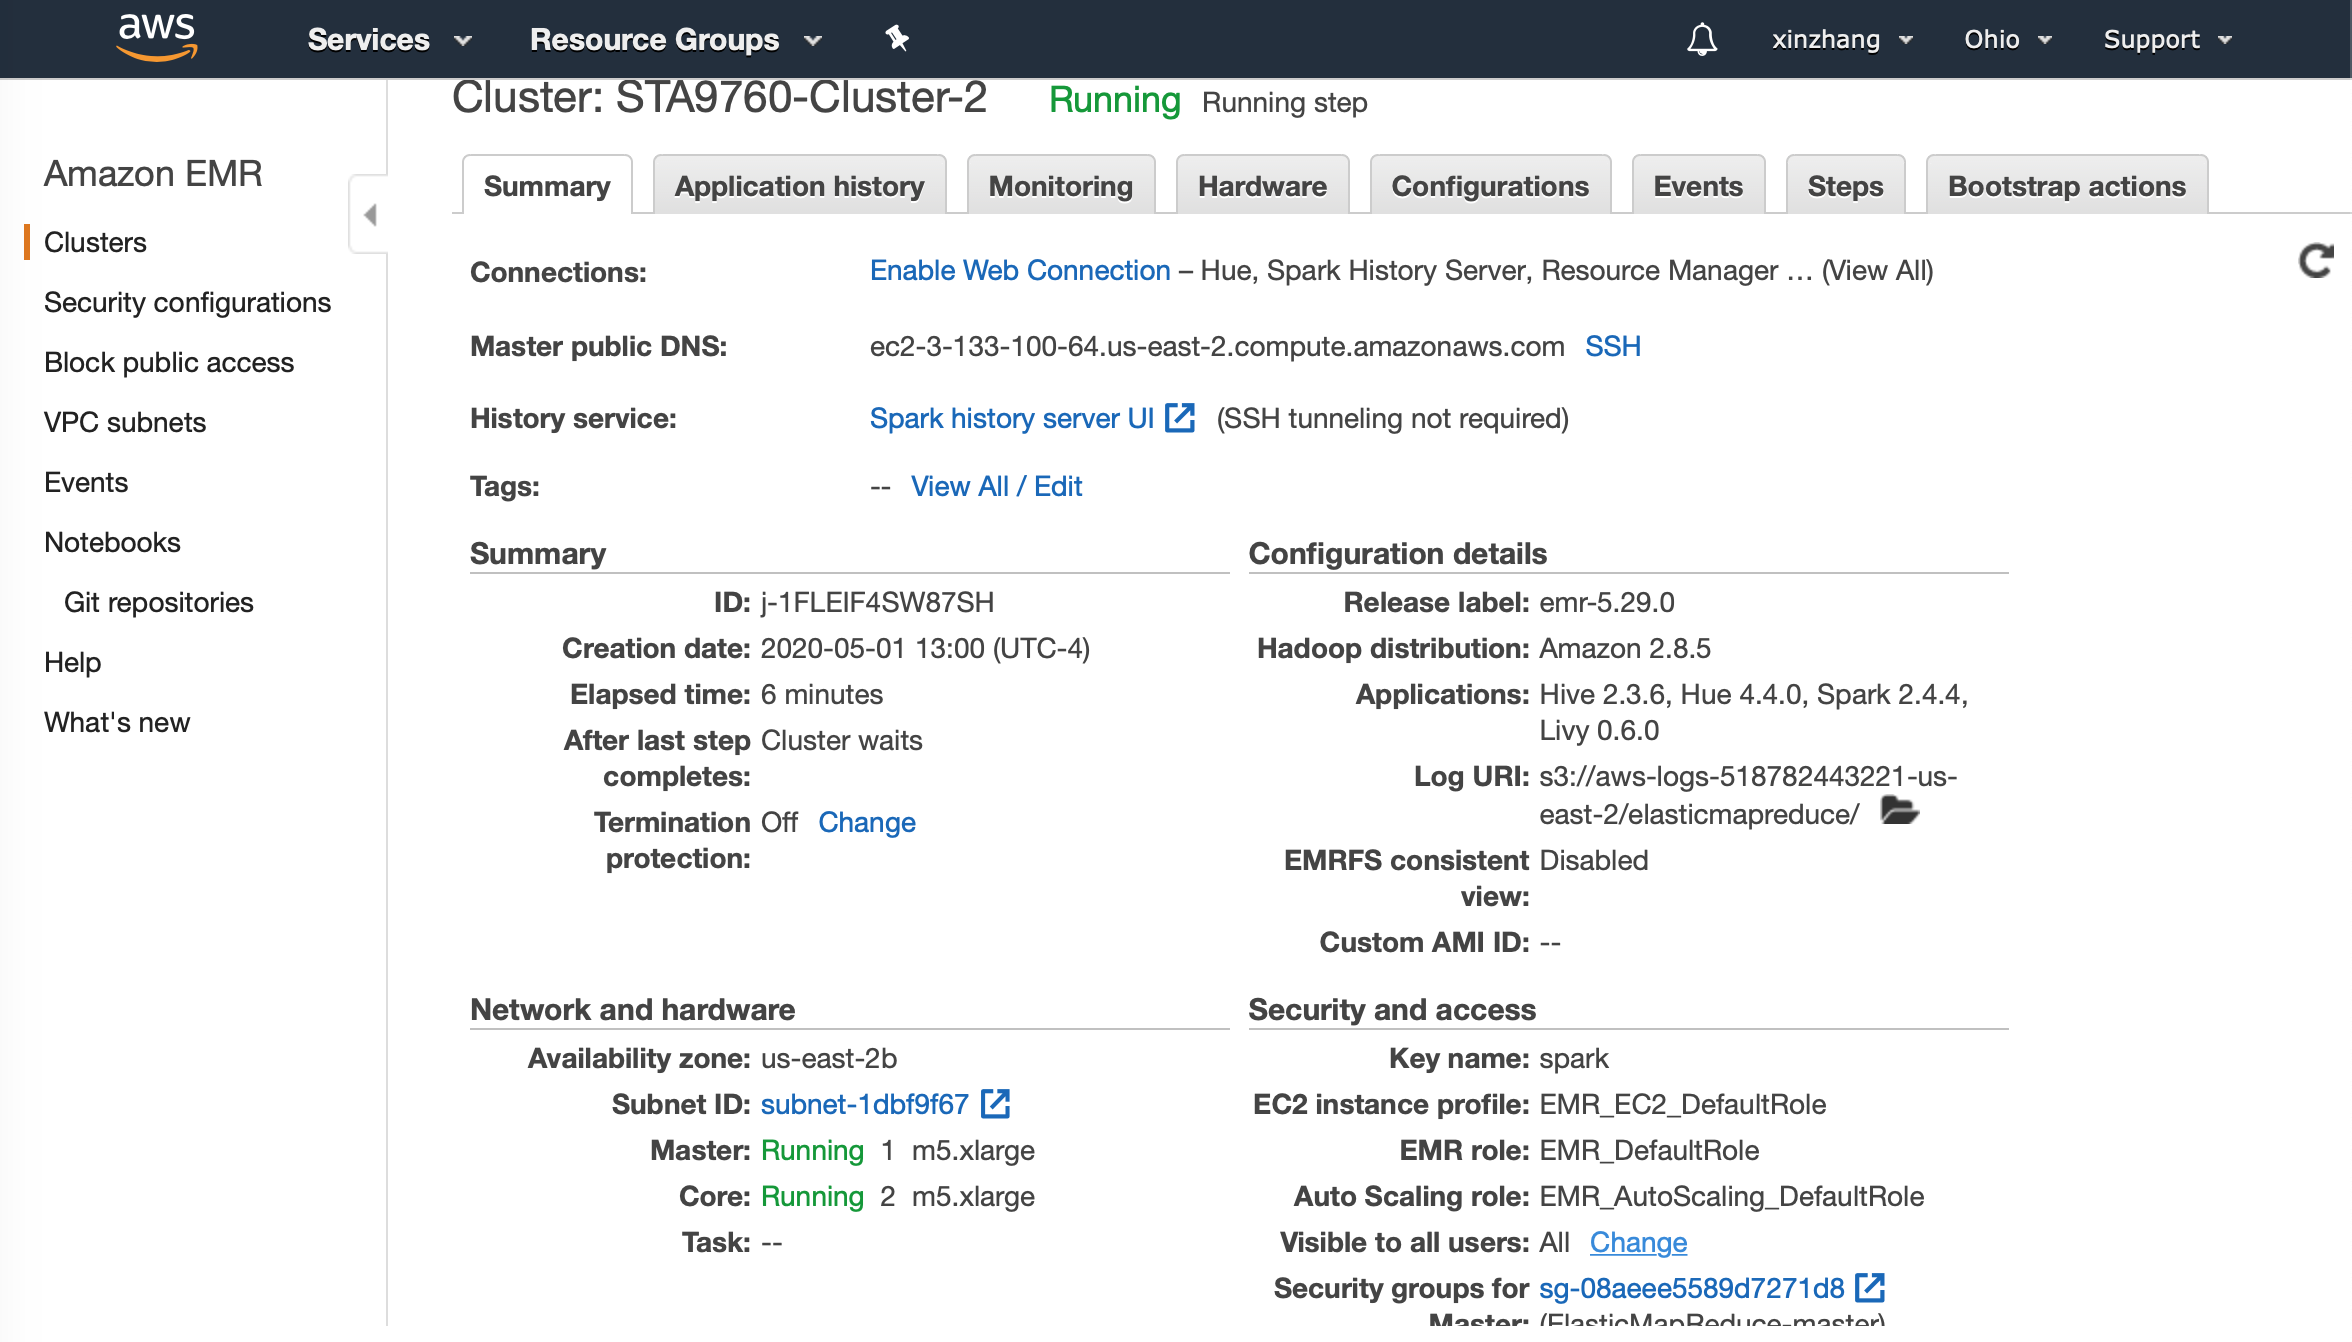 aws
Services
Resource Groups
xinzhang
Ohio
Support
Cluster: STA9760-Cluster-2 Running Running step
Amazon EMR
Clusters
Security configurations
Block public access
VPC subnets
Events
Notebooks
Git repositories
Help
What's new
Summary
Application history
Monitoring
Hardware
Configurations
Events
Steps
Bootstrap actions
Connections: Enable Web Connection – Hue, Spark History Server, Resource Manager … (View All)
Master public DNS: ec2-3-133-100-64.us-east-2.compute.amazonaws.com SSH
History service: Spark history server UI (SSH tunneling not required)
Tags: -- View All / Edit
Summary
ID: j-1FLEIF4SW87SH
Creation date: 2020-05-01 13:00 (UTC-4)
Elapsed time: 6 minutes
After last step Cluster waits
completes:
Termination Off Change
protection:
Configuration details
Release label: emr-5.29.0
Hadoop distribution: Amazon 2.8.5
Applications: Hive 2.3.6, Hue 4.4.0, Spark 2.4.4,
Livy 0.6.0
Log URI: s3://aws-logs-518782443221-us-
east-2/elasticmapreduce/
EMRFS consistent Disabled
view:
Custom AMI ID: --
Network and hardware
Availability zone: us-east-2b
Subnet ID: subnet-1dbf9f67
Master: Running 1 m5.xlarge
Core: Running 2 m5.xlarge
Task: --
Security and access
Key name: spark
EC2 instance profile: EMR_EC2_DefaultRole
EMR role: EMR_DefaultRole
Auto Scaling role: EMR_AutoScaling_DefaultRole
Visible to all users: All Change
Security groups for sg-08aeee5589d7271d8
Master: (ElasticMapReduce-master)